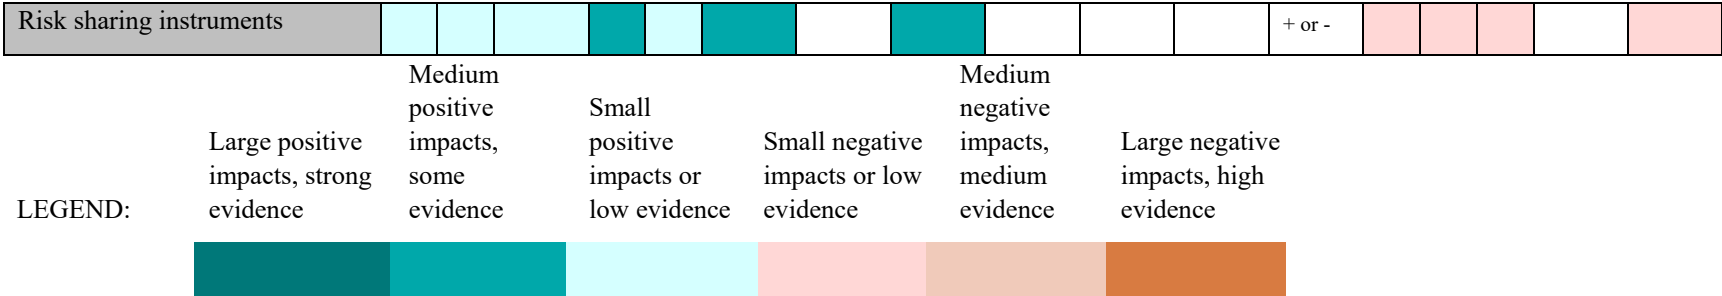 Risk sharing instruments
+ or -
LEGEND:
Large positive
impacts, strong
evidence
Medium
positive
impacts,
some
evidence
Small
positive
impacts or
low evidence
Small negative
impacts or low
evidence
Medium
negative
impacts,
medium
evidence
Large negative
impacts, high
evidence